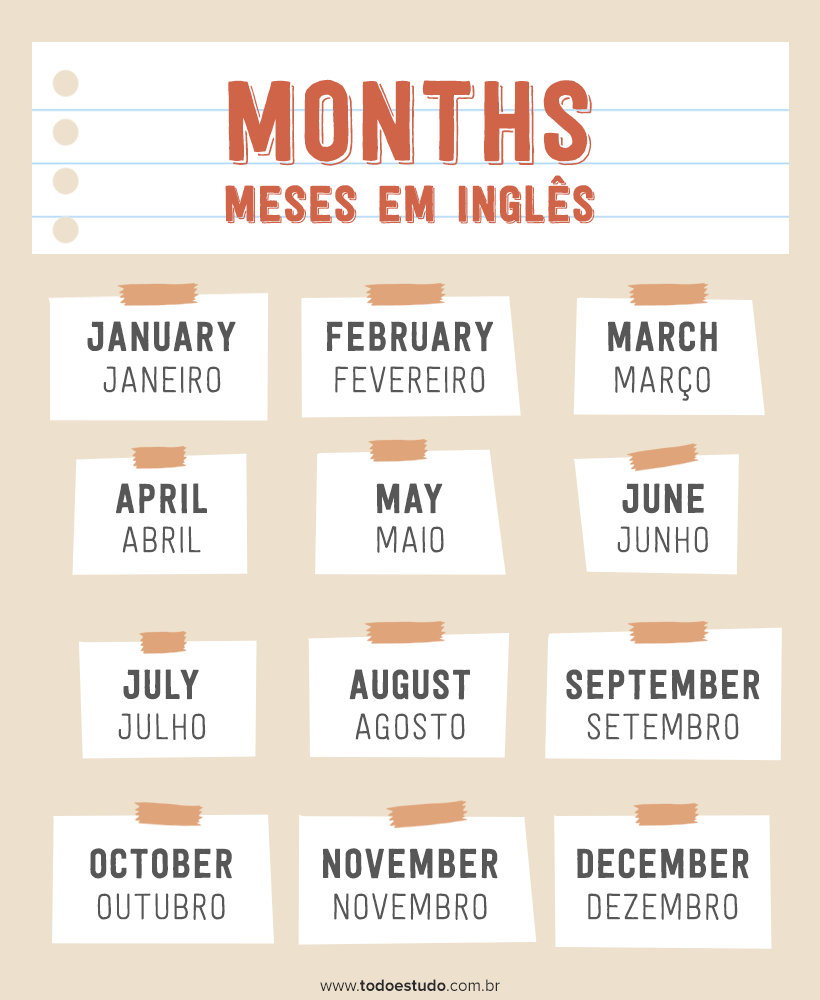 MONTHS
MESES EM INGLÊS
JANUARY
JANEIRO
FEBRUARY
FEVEREIRO
MARCH
MARÇO
APRIL
ABRIL
MAY
MAIO
JUNE
JUNHO
JULY
JULHO
AUGUST
AGOSTO
SEPTEMBER
SETEMBRO
OCTOBER
OUTUBRO
NOVEMBER
NOVEMBRO
DECEMBER
DEZEMBRO
www.todoestudo.com.br